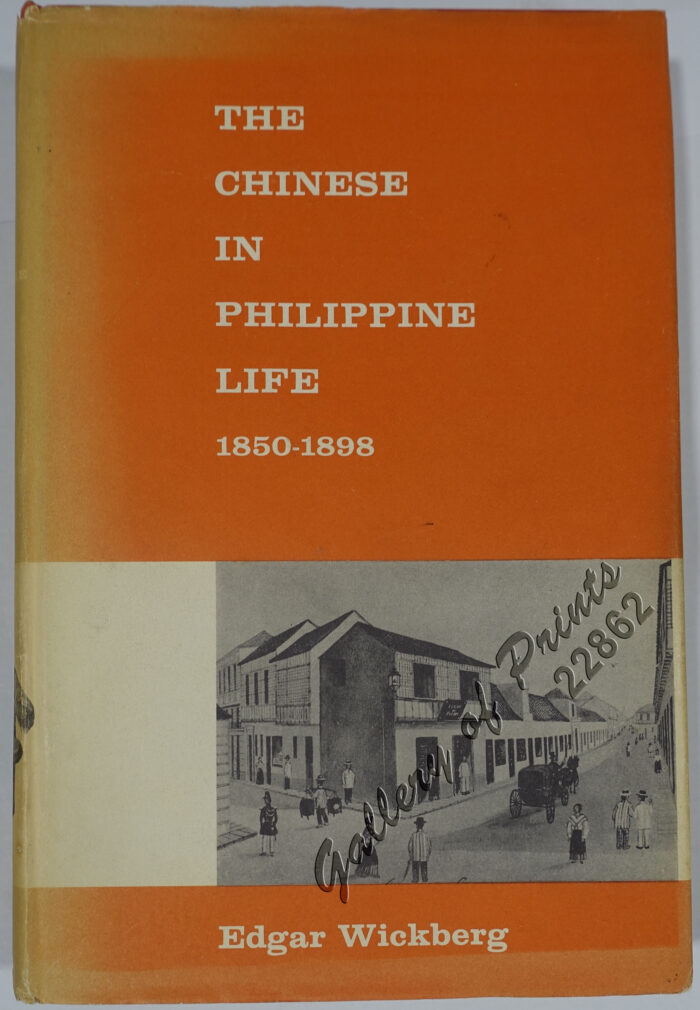 THE
CHINESE
IN
PHILIPPINE
LIFE
1850-1898
Gallery of Prints
22862
Edgar Wickberg